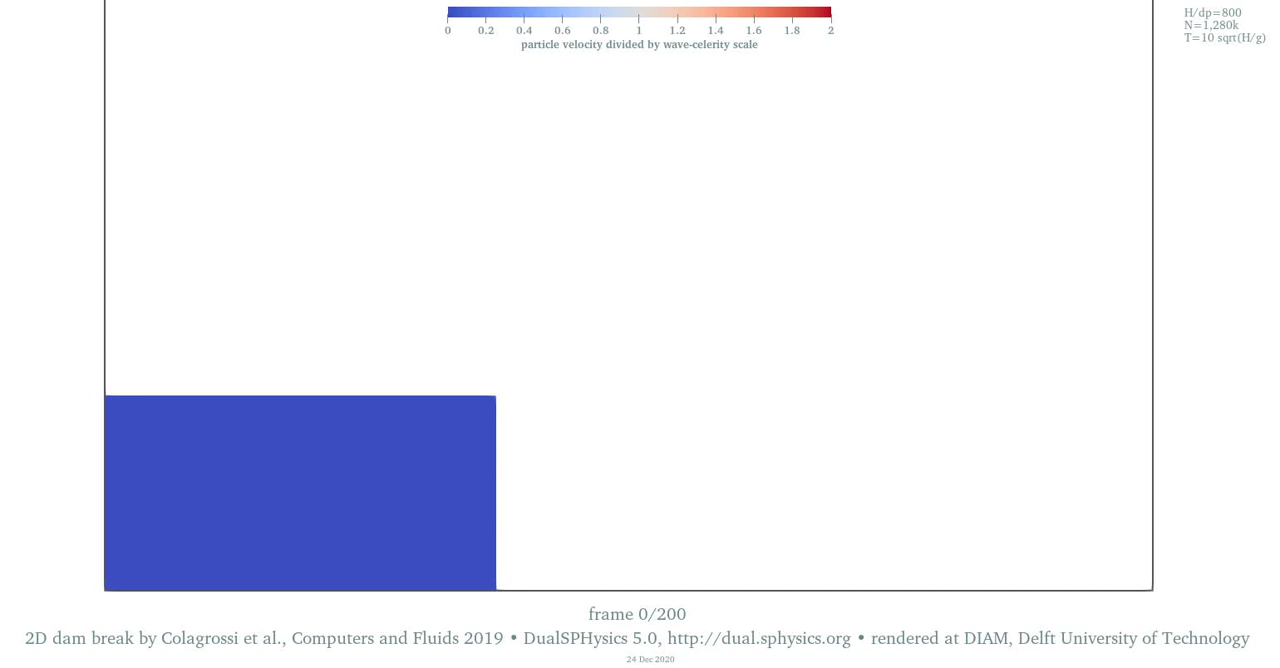 0 0.2 0.4 0.6 0.8 1 1.2 1.4 1.6 1.8 2
particle velocity divided by wave-celerity scale
H/dp=800
N=1,280k
T=10 sqrt(H/g)
frame 0/200
2D dam break by Colagrossi et al., Computers and Fluids 2019 • DualSPHysics 5.0, http://dual.sphysics.org • rendered at DIAM, Delft University of Technology
24 Dec 2020